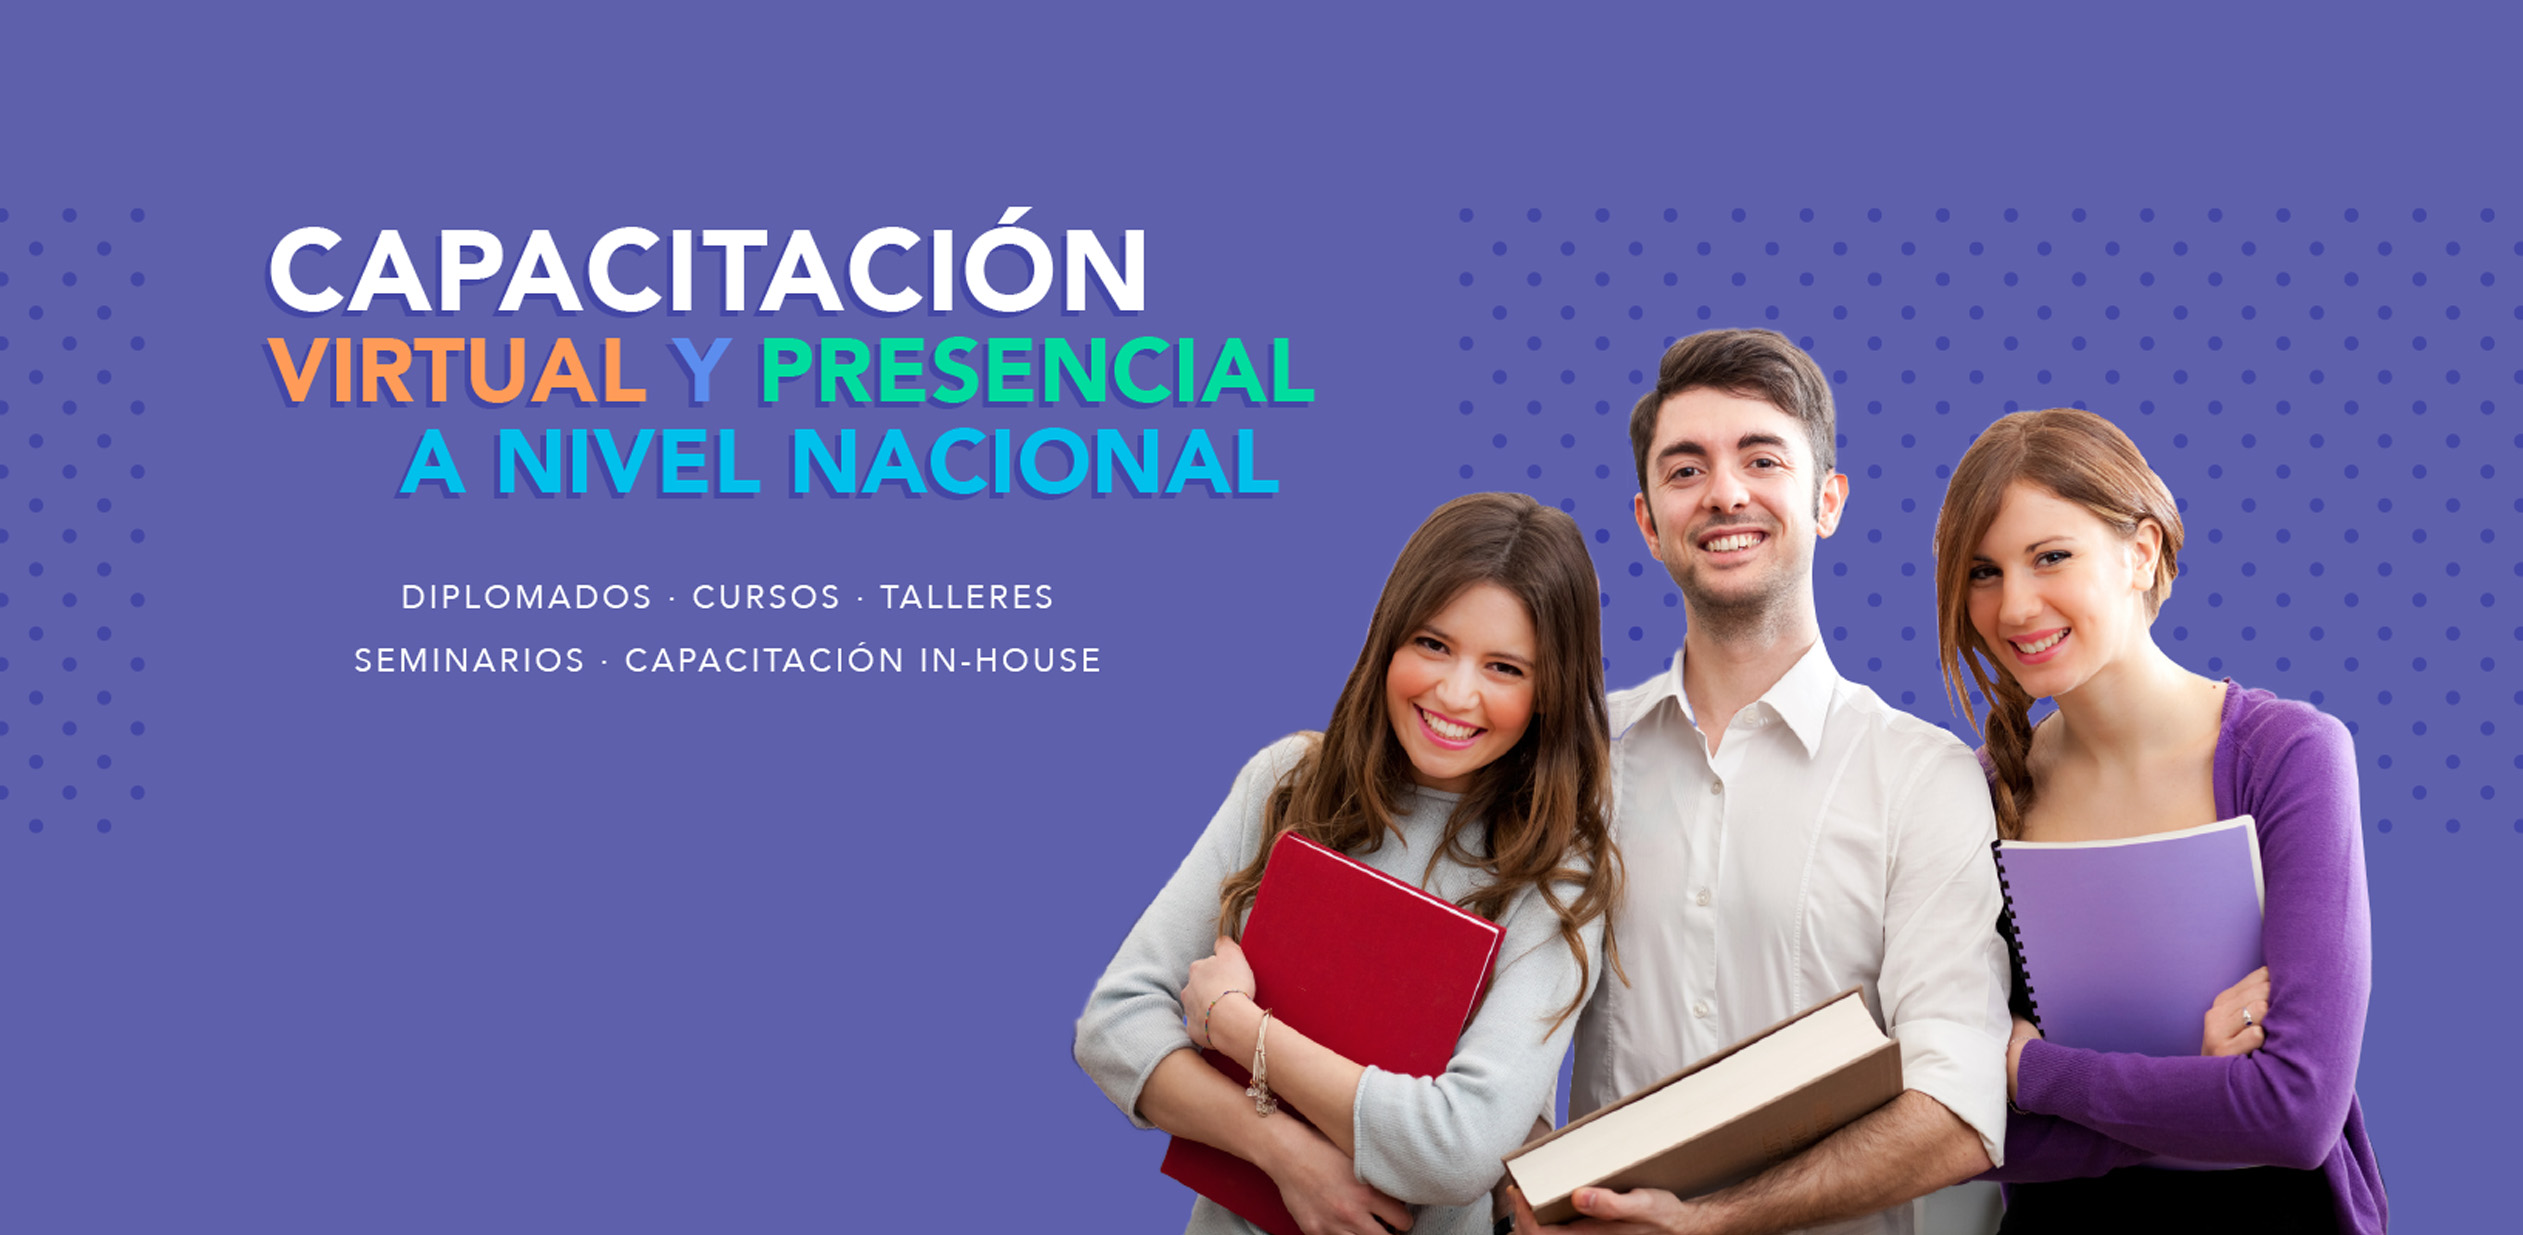 CAPACITACIÓN
VIRTUAL Y PRESENCIAL
A NIVEL NACIONAL
DIPLOMADOS · CURSOS · TALLERES
SEMINARIOS · CAPACITACIÓN IN-HOUSE